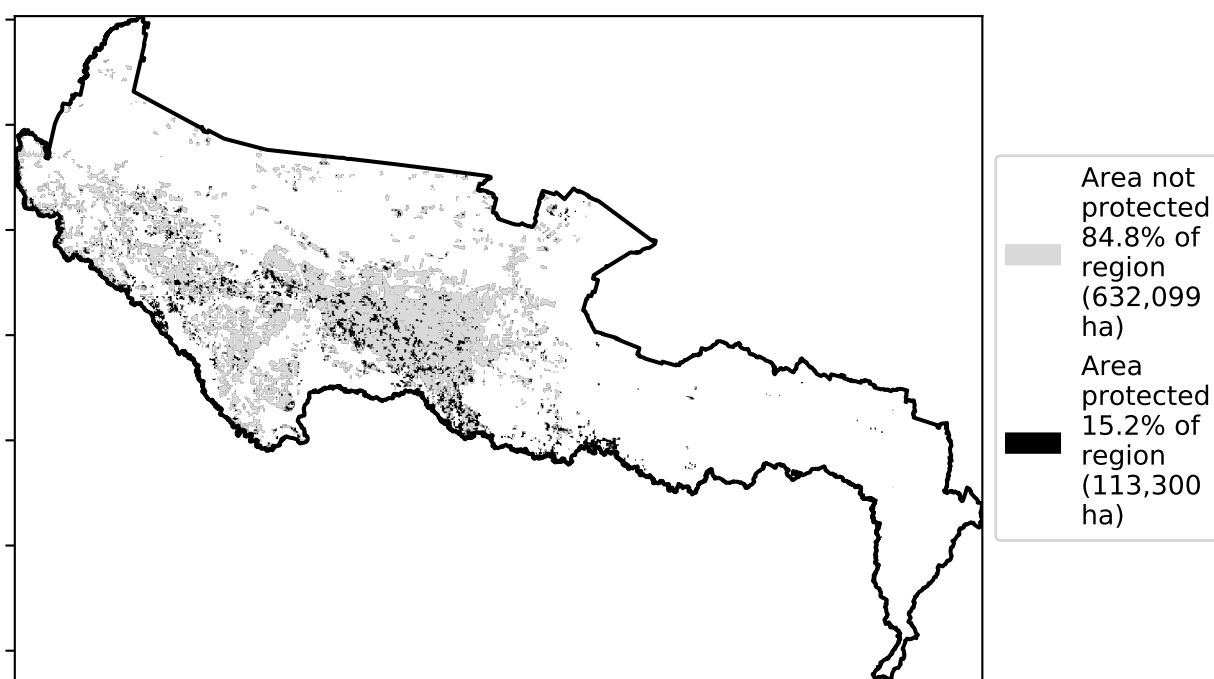 Area not
protected
84.8% of
region
(632,099
ha)
Area
protected
15.2% of
region
(113,300
ha)